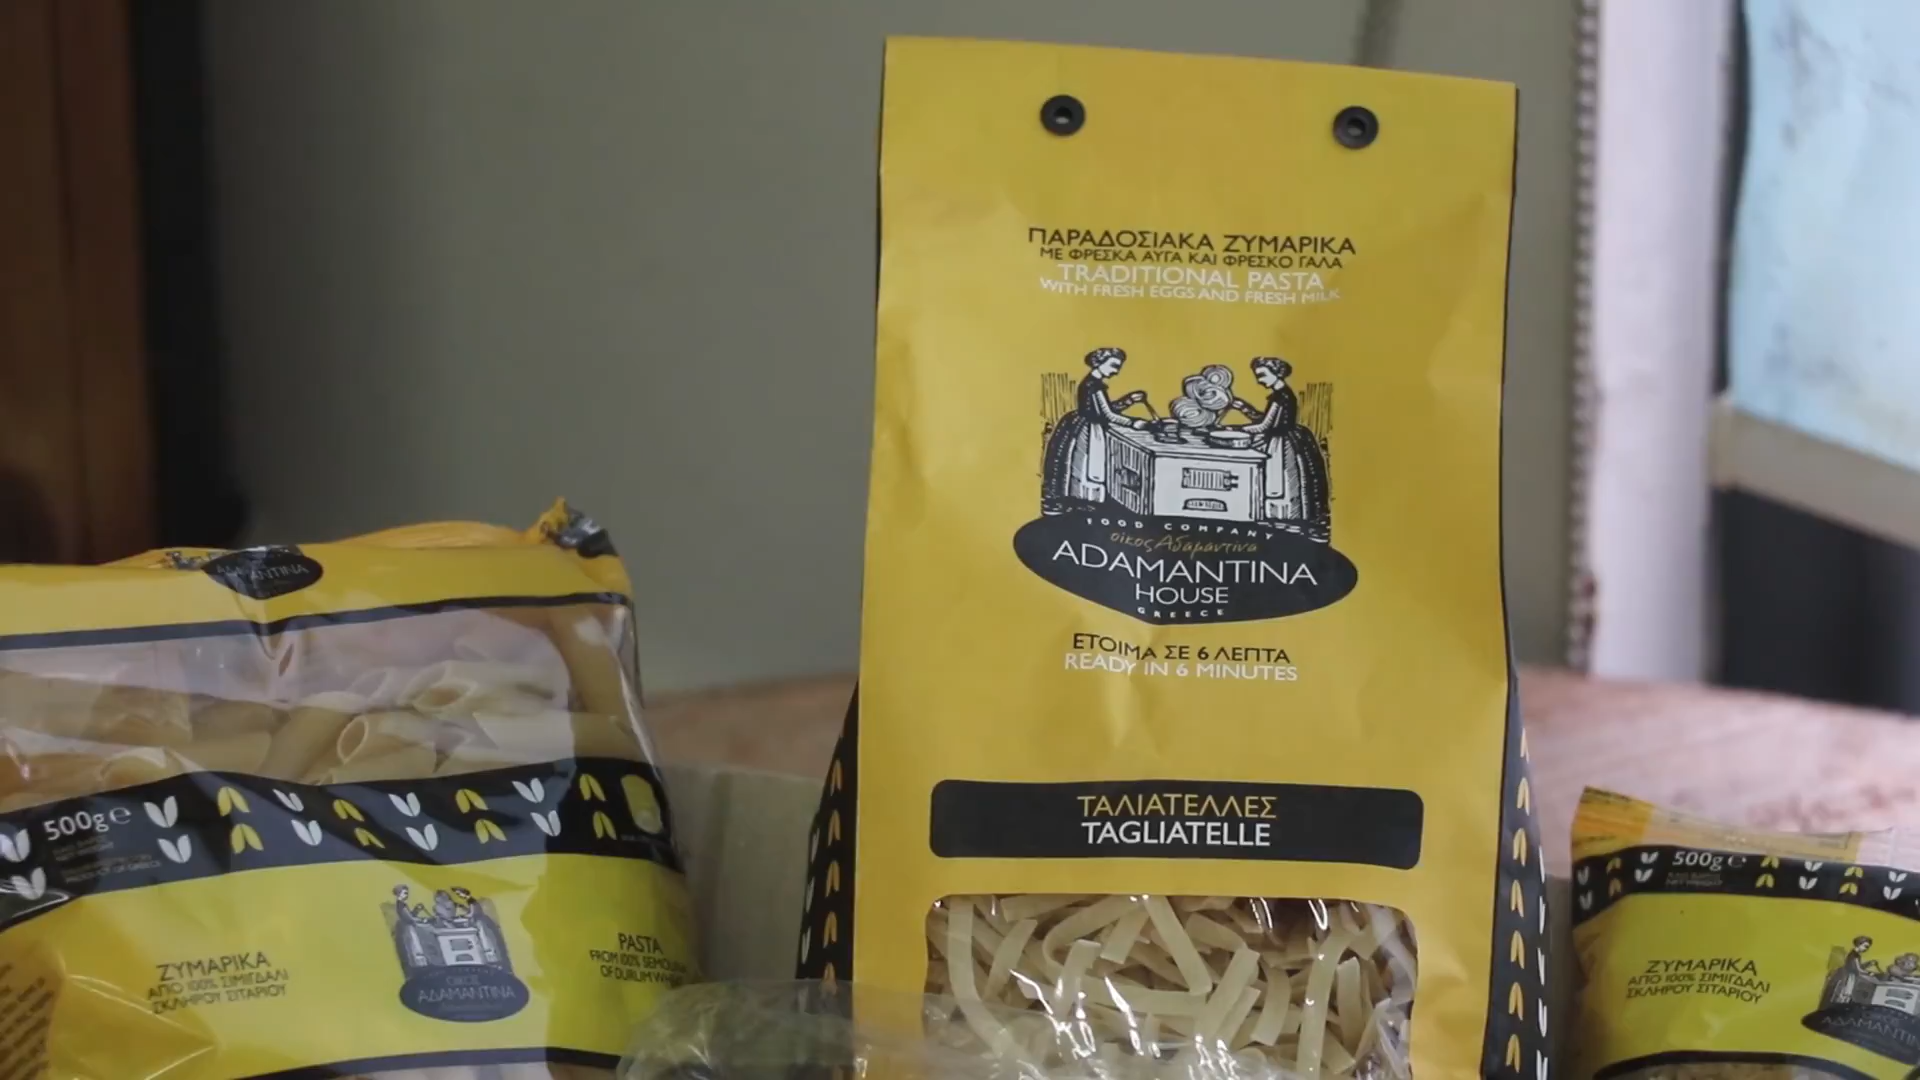 ΠΑΡΑΔΟΣΙΑΚΑ ΖΥΜΑΡΙΚΑ
ΜΕ ΦΡΕΣΚΑ ΑΥΓΑ ΚΑΙ ΦΡΕΣΚΟ ΓΑΛΑ
TRADITIONAL PASTA
WITH FRESH EGGS AND FRESH MILK
FOOD COMPANY
οίκος Αδαμαντίνα
ADAMANTINA
HOUSE
GREECE
ΕΤΟΙΜΑ ΣΕ 6 ΛΕΠΤΑ
READY IN 6 MINUTES
ΤΑΛΙΑΤΕΛΛΕΣ
TAGLIATELLE
ADAMANTINA
500g e
ΖΥΜΑΡΙΚΑ
ΑΠΟ 100% ΣΙΜΙΓΔΑΛΙ
ΣΚΛΗΡΟΥ ΣΙΤΑΡΙΟΥ
ΑΔΑΜΑΝΤΙΝΑ
PASTA
FROM 100% SEMOLINA
OF DURUM
500g e
ΖΥΜΑΡΙΚΑ
ΑΠΟ 100% ΣΙΜΙΓΔΑΛΙ
ΣΚΛΗΡΟΥ ΣΙΤΑΡΙΟΥ